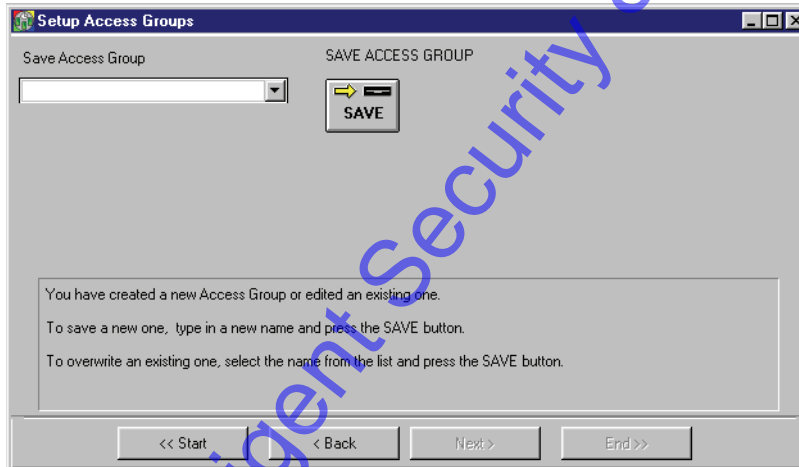 Setup Access Groups
Save Access Group
SAVE ACCESS GROUP
SAVE
You have created a new Access Group or edited an existing one.
To save a new one, type in a new name and press the SAVE button.
To overwrite an existing one, select the name from the list and press the SAVE button.
<< Start
< Back
Next >
End >>
Security